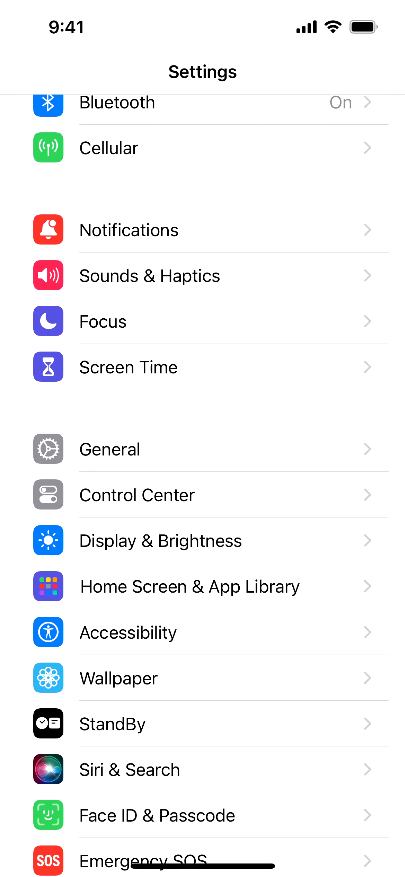 9:41
Settings
Bluetooth On
Cellular
Notifications
Sounds & Haptics
Focus
Screen Time
General
Control Center
Display & Brightness
Home Screen & App Library
Accessibility
Wallpaper
StandBy
Siri & Search
Face ID & Passcode
SOS Emergency SOS